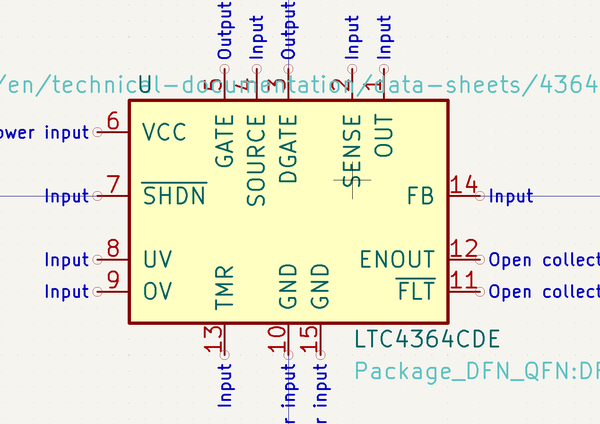 Output Input Output Input Input
/en/technical-documentation/data-sheets/4364
U 5 4 3 2 1
ower input 6 VCC GATE SOURCE DGATE SENSE OUT
Input 7 SHDN FB 14 Input
Input 8 UV ENOUT 12 Open collect
Input 9 OV TMR GND GND FLT 11 Open collect
13 10 15
LTC4364CDE
Package_DFN_QFN:DF
Input r input r input